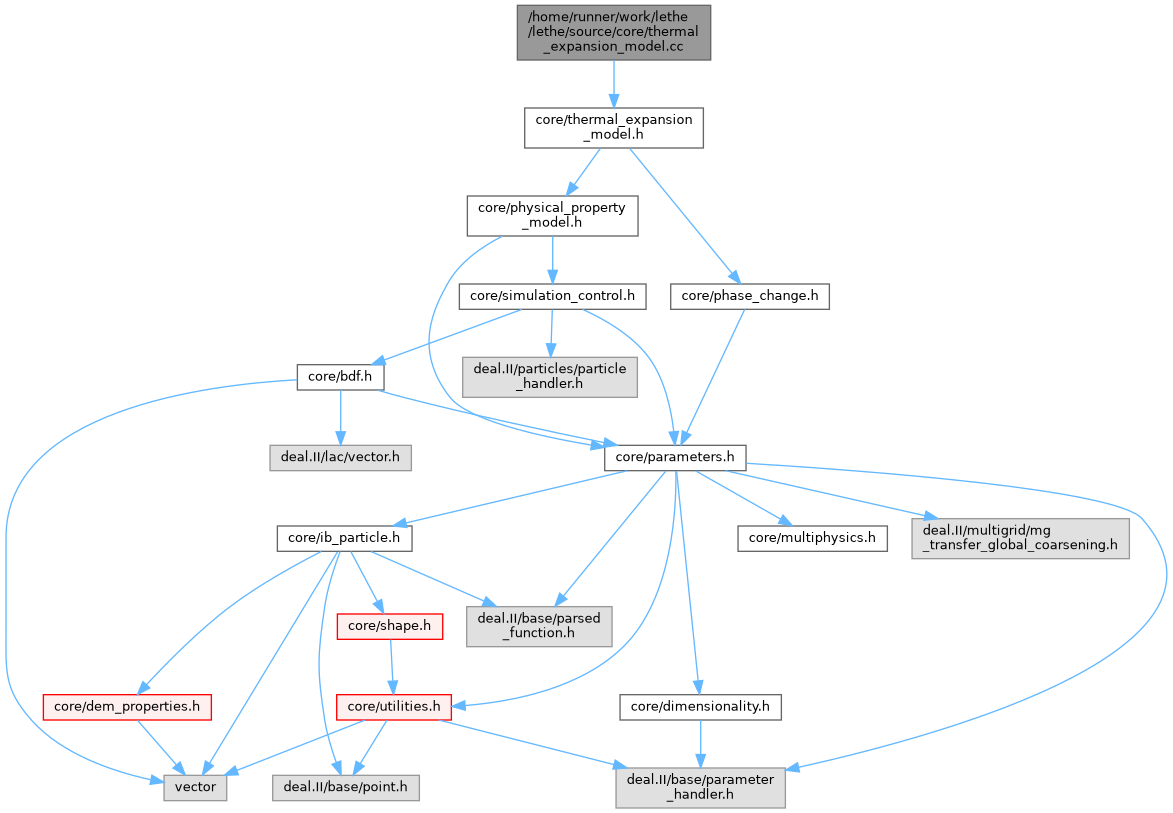 /home/runner/work/lethe
/lethe/source/core/thermal
_expansion_model.cc
core/thermal_expansion
_model.h
core/physical_property
_model.h
core/simulation_control.h
core/phase_change.h
core/bdf.h
deal.II/particles/particle
_handler.h
deal.II/lac/vector.h
core/parameters.h
core/ib_particle.h
core/multiphysics.h
deal.II/multigrid/mg
_transfer_global_coarsening.h
core/shape.h
deal.II/base/parsed
_function.h
core/dem_properties.h
core/utilities.h
core/dimensionality.h
vector
deal.II/base/point.h
deal.II/base/parameter
_handler.h